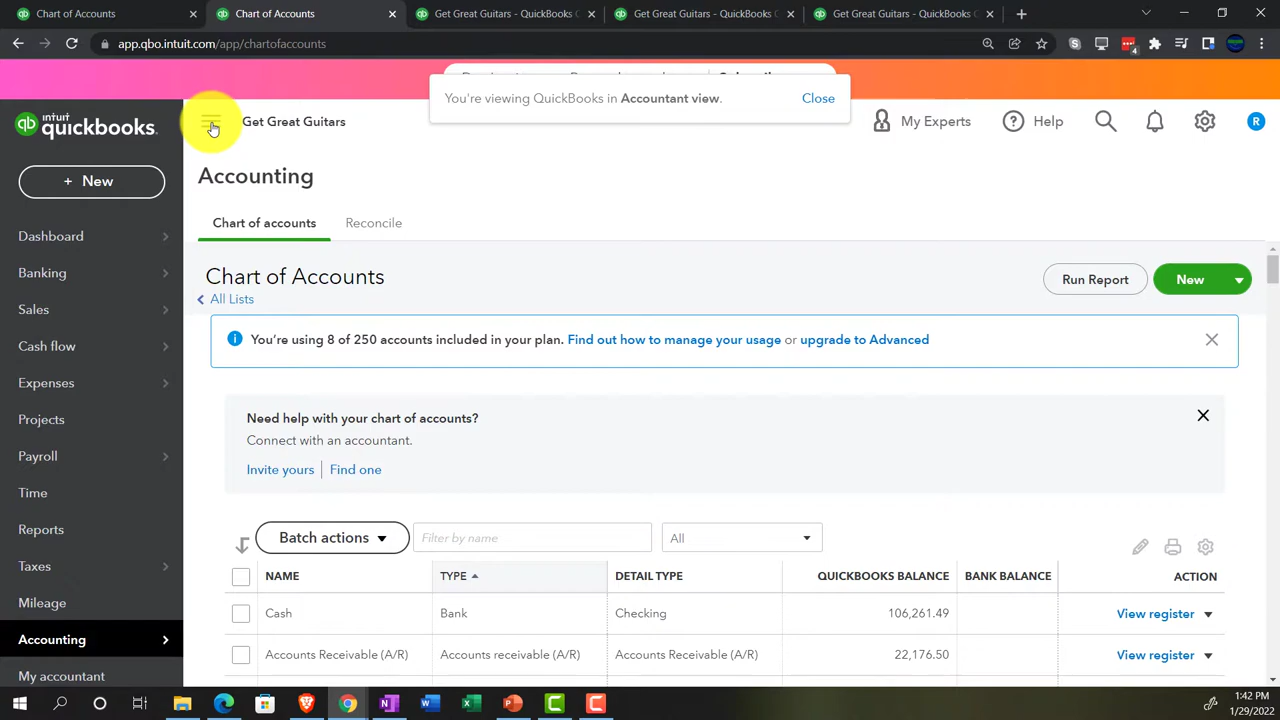 Chart of Accounts
Chart of Accounts
Get Great Guitars - QuickBooks
Get Great Guitars - QuickBooks
Get Great Guitars - QuickBooks
app.qbo.intuit.com/app/chartofaccounts
4
You're viewing QuickBooks in Accountant view.
Close
intuit
quickbooks.
Get Great Guitars
My Experts
Help
R
+ New
Accounting
Chart of accounts
Reconcile
Dashboard
Banking
Sales
Cash flow
Expenses
Projects
Payroll
Time
Reports
Taxes
Mileage
Accounting
My accountant
Chart of Accounts
All Lists
Run Report
New
You're using 8 of 250 accounts included in your plan. Find out how to manage your usage or upgrade to Advanced
Need help with your chart of accounts?
Connect with an accountant.
Invite yours
Find one
Batch actions
Filter by name
All
NAME TYPE DETAIL TYPE QUICKBOOKS BALANCE BANK BALANCE ACTION
Cash Bank Checking 106,261.49 View register
Accounts Receivable (A/R) Accounts receivable (A/R) Accounts Receivable (A/R) 22,176.50 View register
1:42 PM
1/29/2022